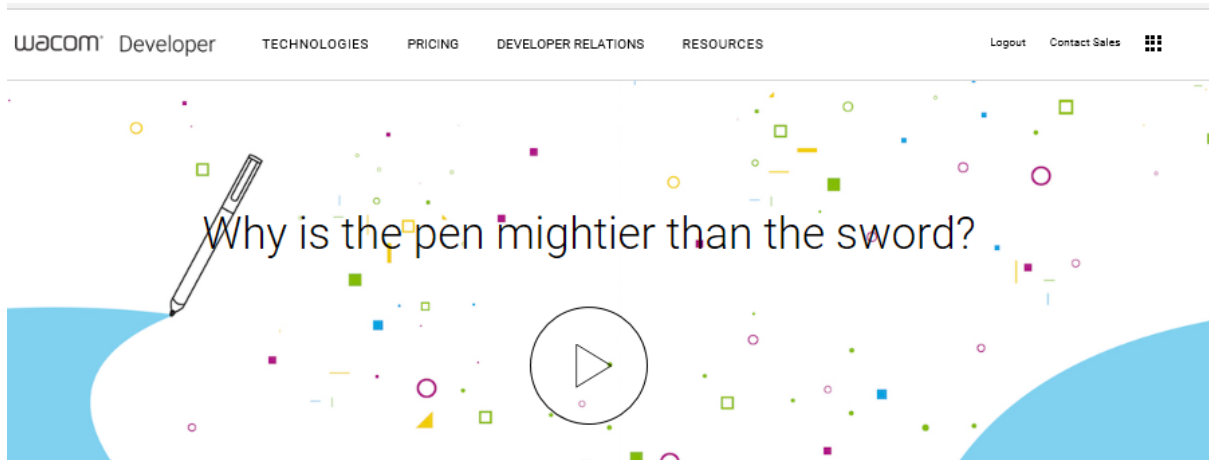 wacom® Developer TECHNOLOGIES PRICING DEVELOPER RELATIONS RESOURCES Logout Contact Sales
Why is the pen mightier than the sword?